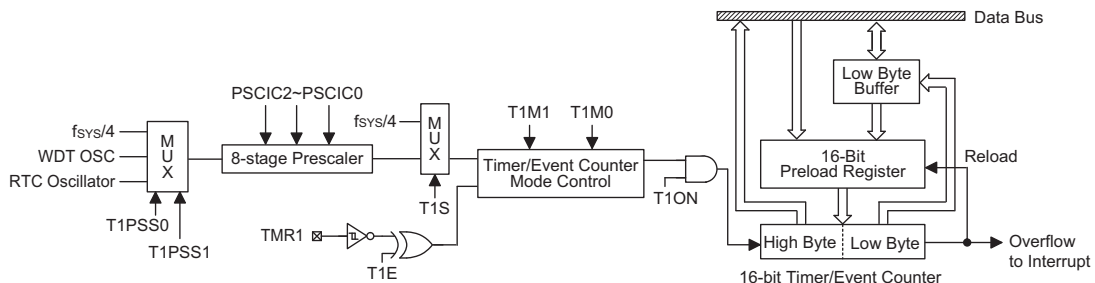 Data Bus
Low Byte
Buffer
PSCIC2~PSCIC0
fSYS/4
T1M1
T1M0
fSYS/4
WDT OSC
RTC Oscillator
MUX
8-stage Prescaler
MUX
Timer/Event Counter
Mode Control
16-Bit
Preload Register
Reload
T1ON
T1PSS0
T1PSS1
T1S
TMR1
T1E
High Byte
Low Byte
Overflow
to Interrupt
16-bit Timer/Event Counter